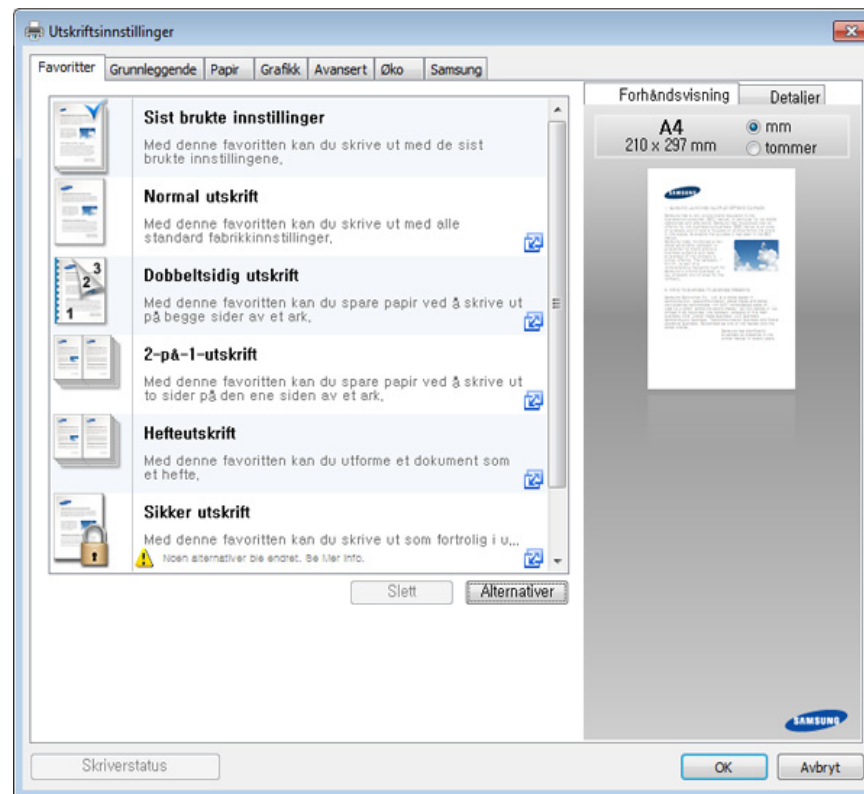 Utskriftsinnstillinger
Favoritter Grunnleggende Papir Grafikk Avansert Øko Samsung
Sist brukte innstillinger
Med denne favoritten kan du skrive ut med de sist
brukte innstillingene,
Normal utskrift
Med denne favoritten kan du skrive ut med alle
standard fabrikkinnstillinger,
3
2
1
Dobbeltsidig utskrift
Med denne favoritten kan du spare papir ved å skrive ut
på begge sider av et ark,
2-på-1-utskrift
Med denne favoritten kan du spare papir ved å skrive ut
to sider på den ene siden av et ark,
Hefteutskrift
Med denne favoritten kan du utforme et dokument som
et hefte,
Sikker utskrift
Med denne favoritten kan du skrive ut som fortrolig i u...
Noen alternativer ble endret. Se Mer info.
Slett Alternativer
Forhåndsvisning Detaljer
A4
210 x 297 mm
mm
tommer
SAMSUNG
SAMSUNG
Skriverstatus OK Avbryt